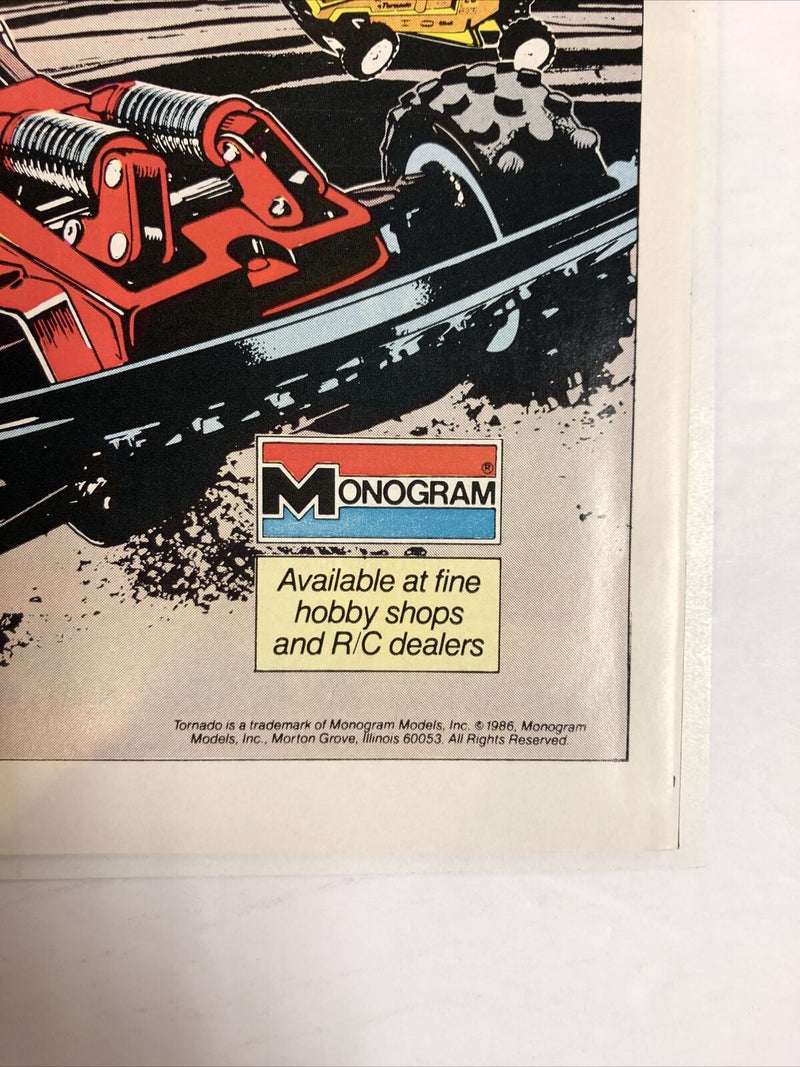 Tornado
MONOGRAM
®
Available at fine
hobby shops
and R/C dealers
Tornado is a trademark of Monogram Models, Inc. © 1986, Monogram
Models, Inc., Morton Grove, Illinois 60053. All Rights Reserved.